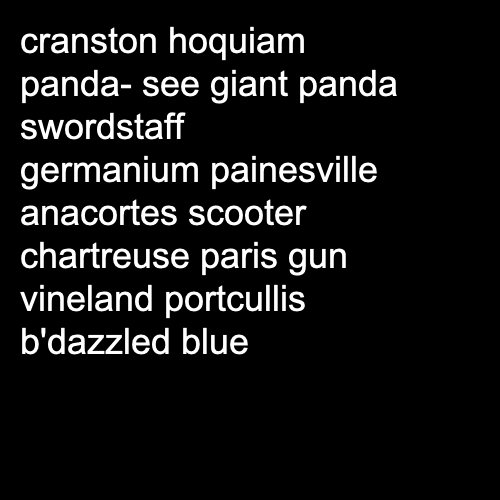 cranston hoquiam
panda- see giant panda
swordstaff
germanium painesville
anacortes scooter
chartreuse paris gun
vineland portcullis
b'dazzled blue